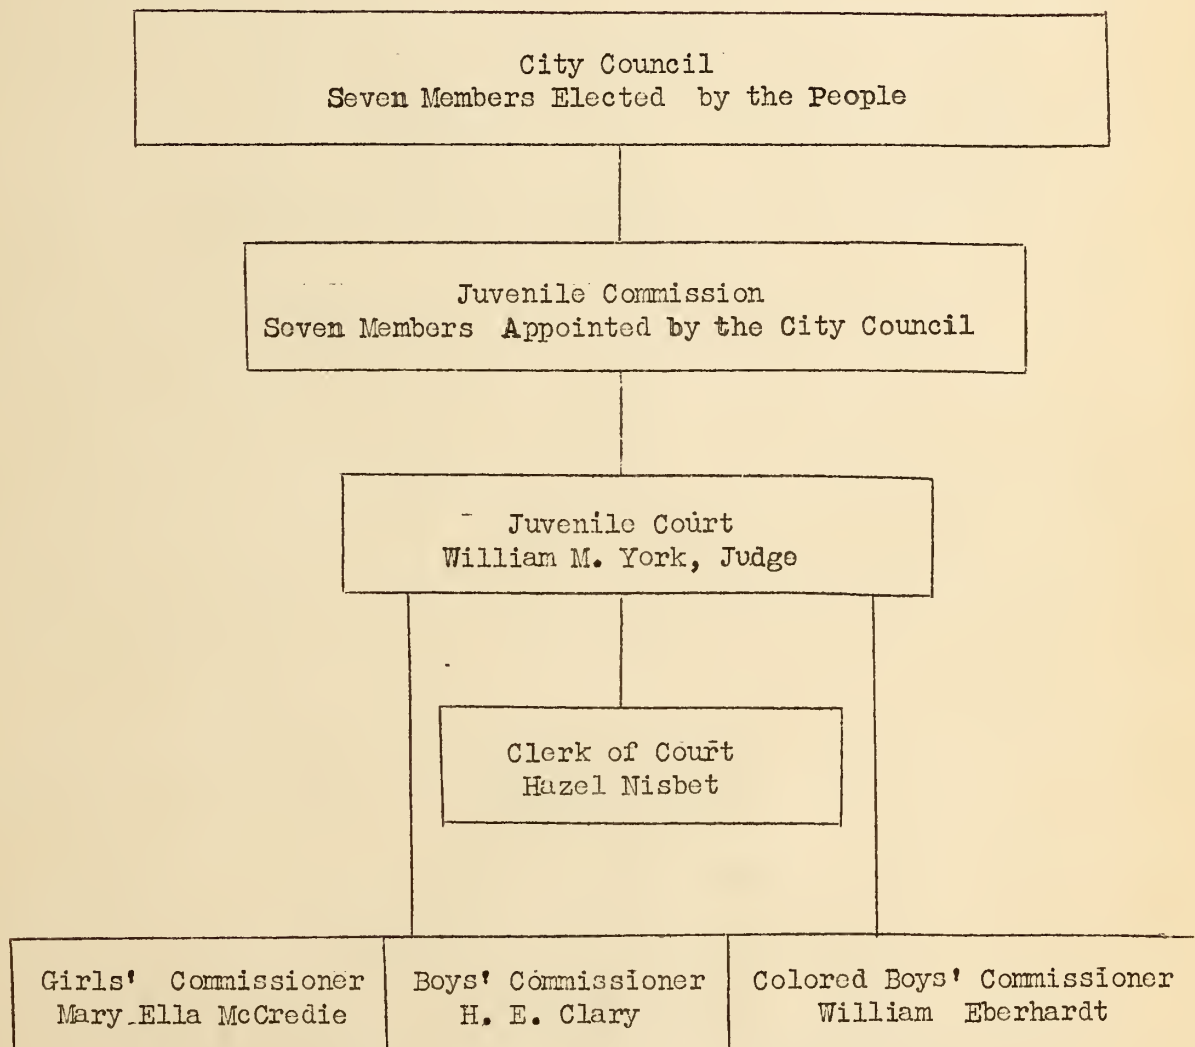 City Council
Seven Members Elected by the People
Juvenile Commission
Seven Members Appointed by the City Council
Juvenile Court
William M. York, Judge
Clerk of Court
Hazel Nisbet
Girls' Commissioner
Mary Ella McCredie
Boys' Commissioner
H. E. Clary
Colored Boys' Commissioner
William Eberhardt